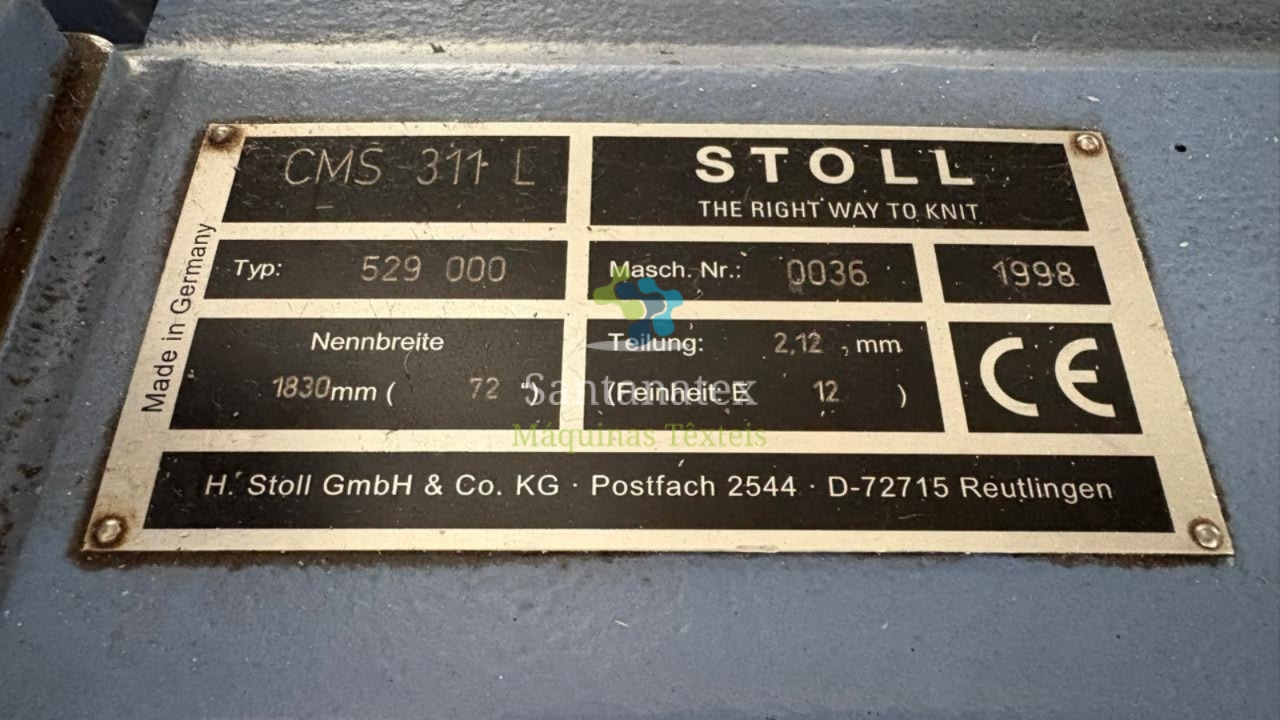 CMS 311 L
STOLL
THE RIGHT WAY TO KNIT
Made in Germany
Typ: 529 000
Masch. Nr.: 0036
1998
Nennbreite
1830mm ( 72 ")
Teilung: 2,12 mm
(Feinheit E 12 )
CE
Santanatex
Máquinas Têxteis
H. Stoll GmbH & Co. KG · Postfach 2544 · D-72715 Reutlingen